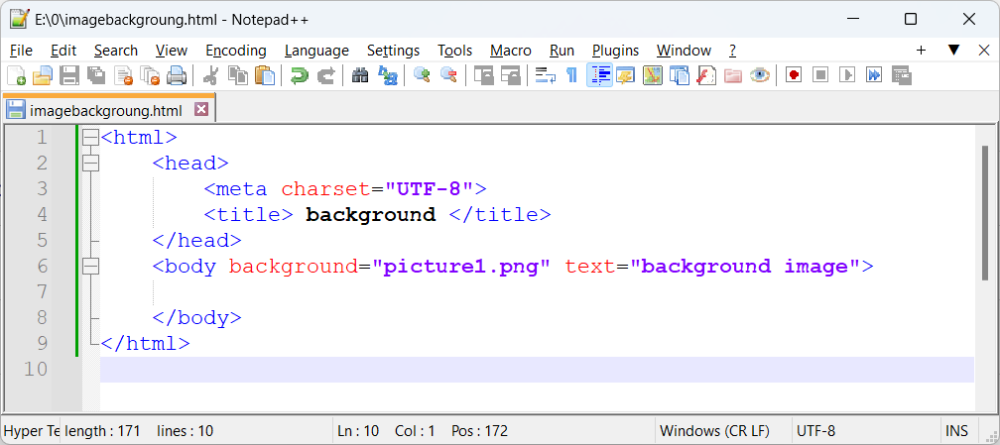 E:\0\imagebackgroung.html - Notepad++
File Edit Search View Encoding Language Settings Tools Macro Run Plugins Window ? + ▼ X
imagebackgroung.html
1 <html>
2 <head>
3 <meta charset="UTF-8">
4 <title> background </title>
5 </head>
6 <body background="picture1.png" text="background image">
7
8 </body>
9 </html>
10
Hyper Te length : 171 lines : 10 Ln : 10 Col : 1 Pos : 172 Windows (CR LF) UTF-8 INS